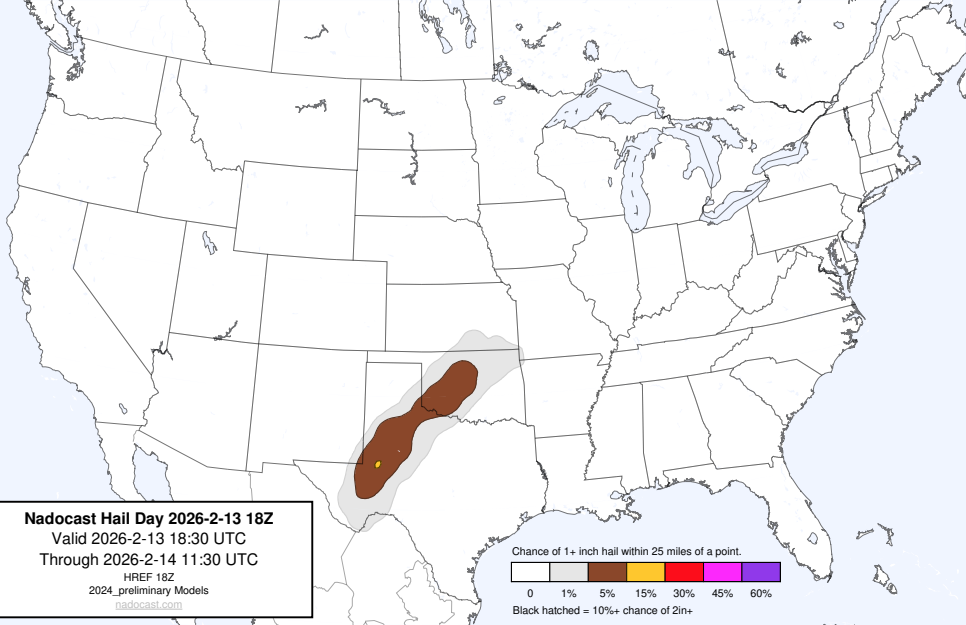 Nadocast Hail Day 2026-2-13 18Z
Valid 2026-2-13 18:30 UTC
Through 2026-2-14 11:30 UTC
HREF 18Z
2024_preliminary Models
nadocast.com
Chance of 1+ inch hail within 25 miles of a point.
0 1% 5% 15% 30% 45% 60%
Black hatched = 10%+ chance of 2in+